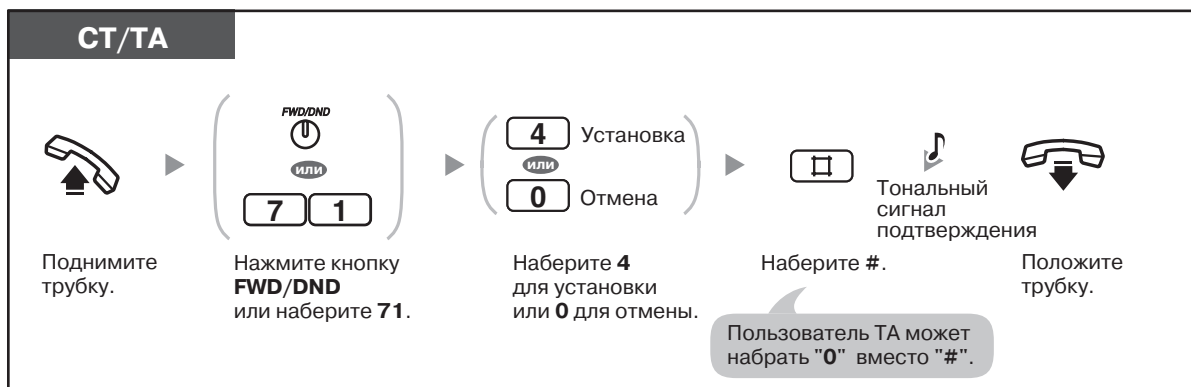 СТ/ТА
FWD/DND
или
7 1
4 Установка
или
0 Отмена
#
Тональный
сигнал
подтверждения
Поднимите
трубку.
Нажмите кнопку
FWD/DND
или наберите 71.
Наберите 4
для установки
или 0 для отмены.
Наберите #.
Положите
трубку.
Пользователь ТА может
набрать "0" вместо "#".